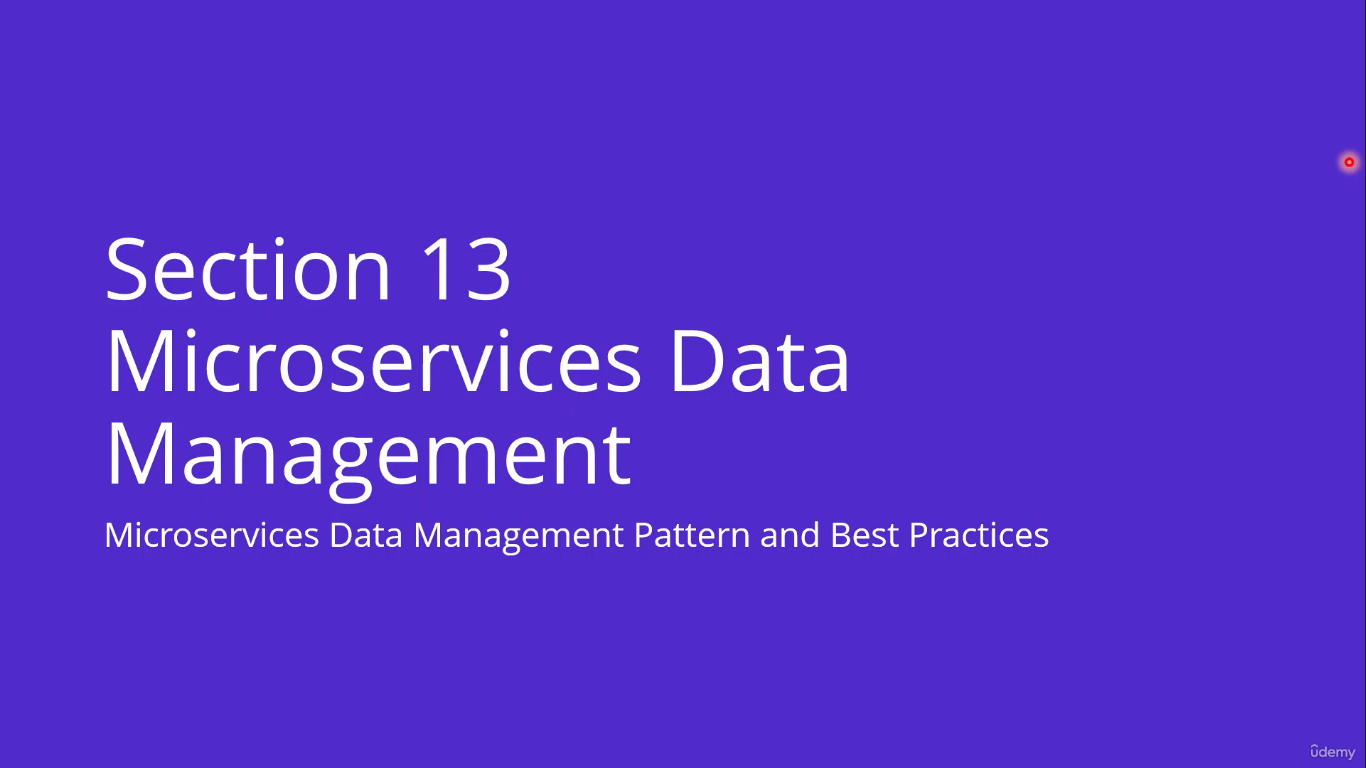 Section 13
Microservices Data
Management
Microservices Data Management Pattern and Best Practices
ûdemy